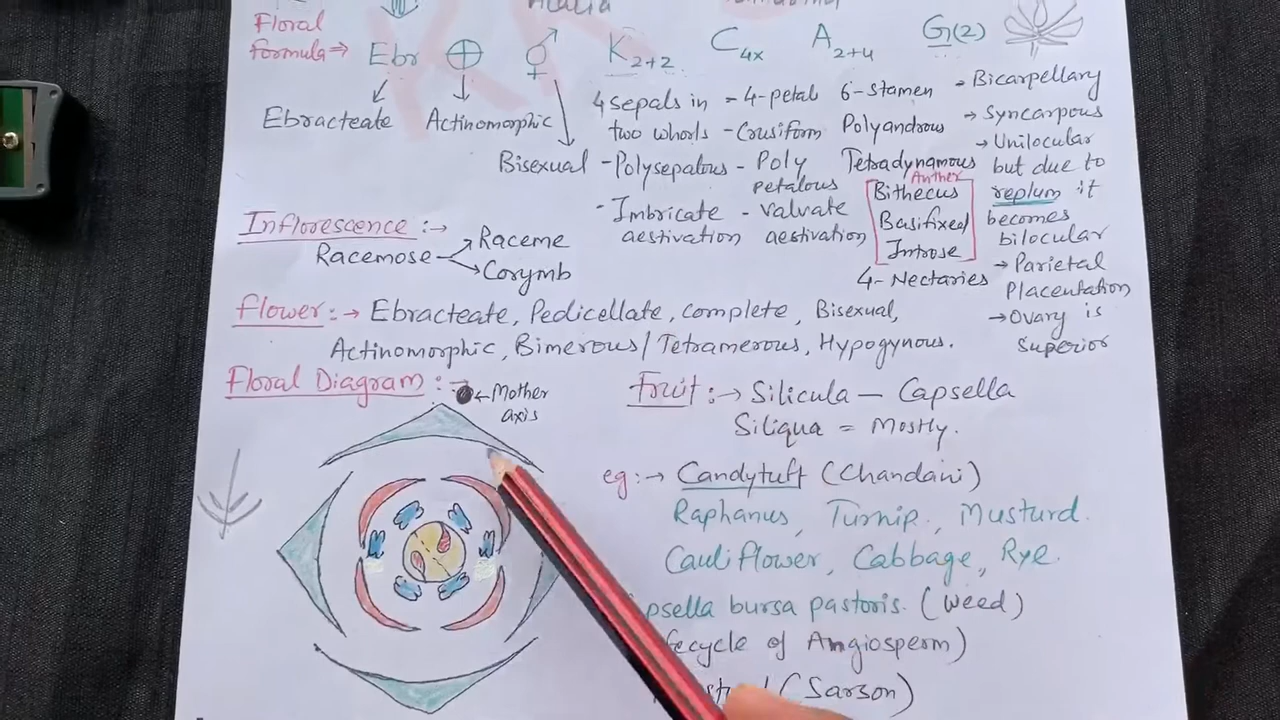 Floral formula⇒ Ebr ⊕ ⚥ K2+2 C4x A2+4 G(2)
Ebracteate Actinomorphic Bisexual
4 sepals in two whorls
-Polysepalous
-Imbricate aestivation
= 4-petal
-Crusiform
-Poly petalous
-valvate aestivation
6-stamen
Polyandrous
Tetradynamous
Anther
Bithecus
Basifixed
Introse
4-Nectaries
→Bicarpellary
→Syncarpous
→Unilocular
but due to
replum it
becomes
bilocular
→Parietal
Placentation
→Ovary is
Superior
Inflorescence:→
Racemose Raceme
Corymb
Flower:→ Ebracteate, Pedicellate, complete, Bisexual,
Actinomorphic, Bimerous/Tetramerous, Hypogynous.
Floral Diagram:→
←Mother
axis
Fruit:→ Silicula — Capsella
Siliqua = Mostly.
eg:→ Candytuft (Chandani)
Raphanus, Turnip, Musturd.
Cauliflower, Cabbage, Rye.
bursa pastoris. (weed)
of Angiosperm)
(Sarson)